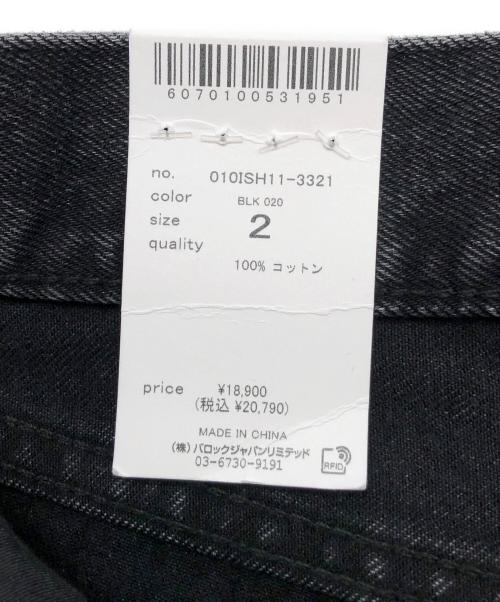 6070100531951
no. 010ISH11-3321
color BLK 020
size 2
quality
100% コットン
price ¥18,900
(税込 ¥20,790)
MADE IN CHINA
(株) バロックジャパンリミテッド
03-6730-9191
RFID